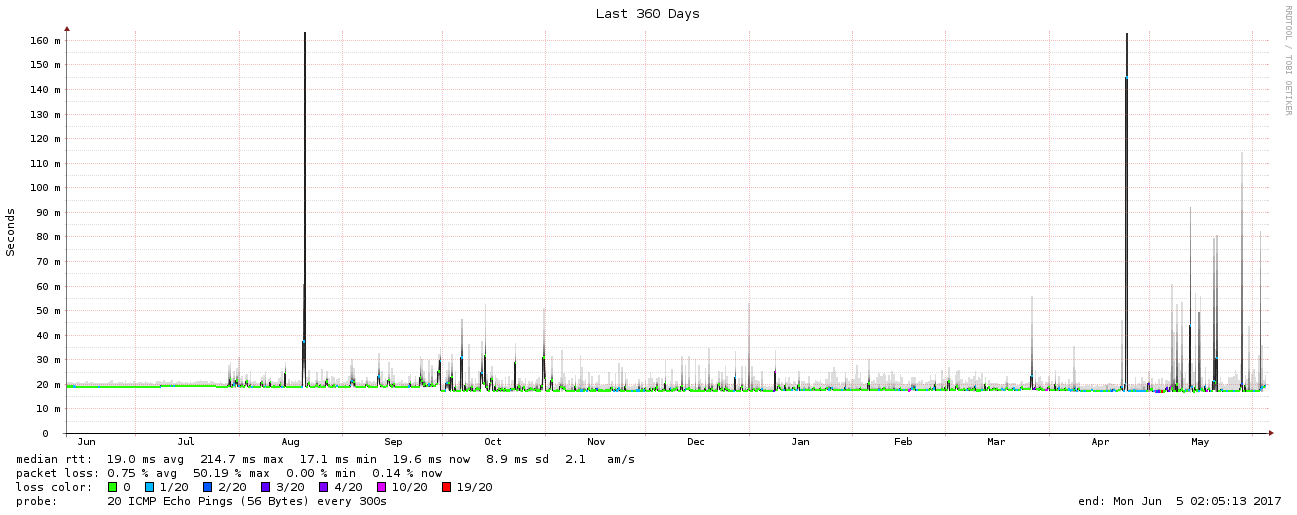 Last 360 Days
RRDTOOL / TOBI OETIKER
Seconds
160 m
150 m
140 m
130 m
120 m
110 m
100 m
90 m
80 m
70 m
60 m
50 m
40 m
30 m
20 m
10 m
0
Jun Jul Aug Sep Oct Nov Dec Jan Feb Mar Apr May
median rtt: 19.0 ms avg 214.7 ms max 17.1 ms min 19.6 ms now 8.9 ms sd 2.1 am/s
packet loss: 0.75 % avg 50.19 % max 0.00 % min 0.14 % now
loss color: 0 1/20 2/20 3/20 4/20 10/20 19/20
probe: 20 ICMP Echo Pings (56 Bytes) every 300s end: Mon Jun 5 02:05:13 2017